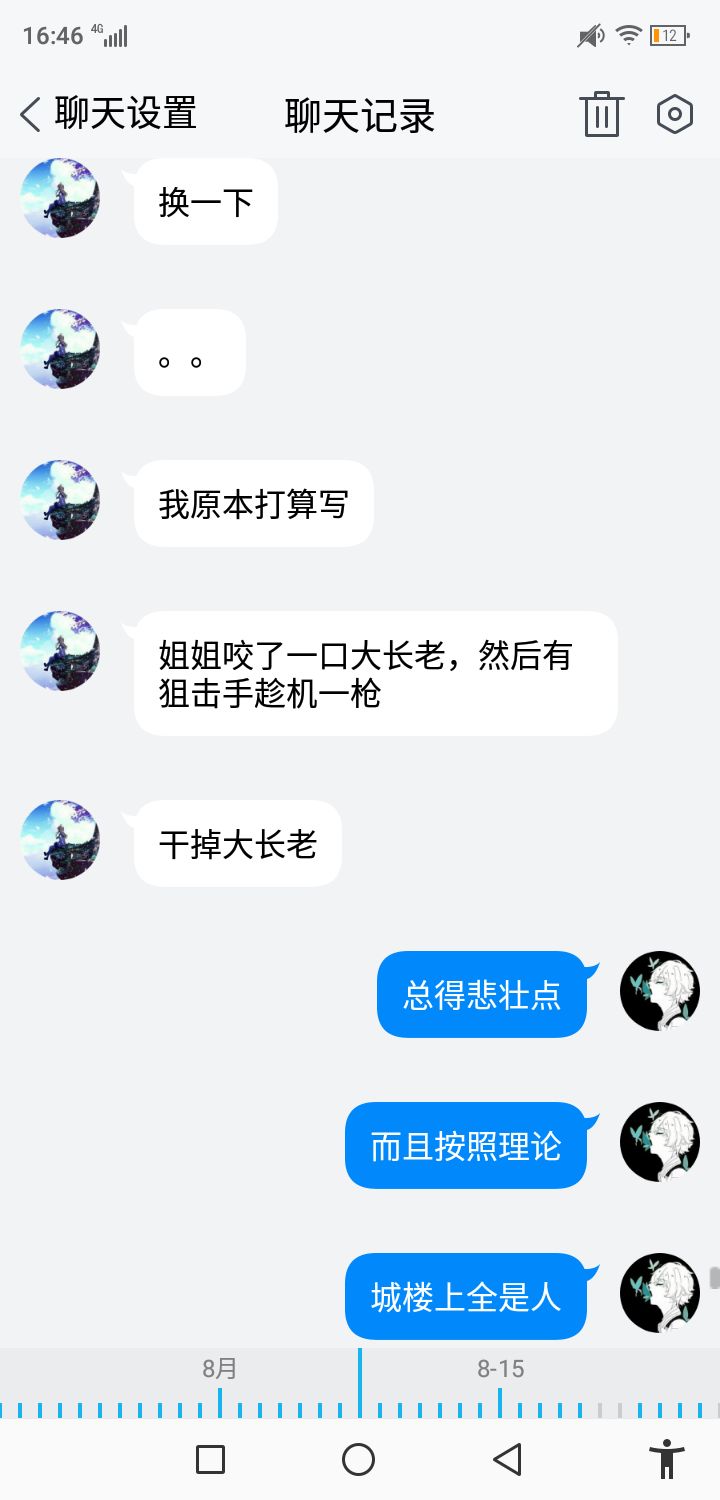 16:46 4G 12
聊天设置 聊天记录
换一下
。。
我原本打算写
姐姐咬了一口大长老，然后有
狙击手趁机一枪
干掉大长老
总得悲壮点
而且按照理论
城楼上全是人
8月 8-15